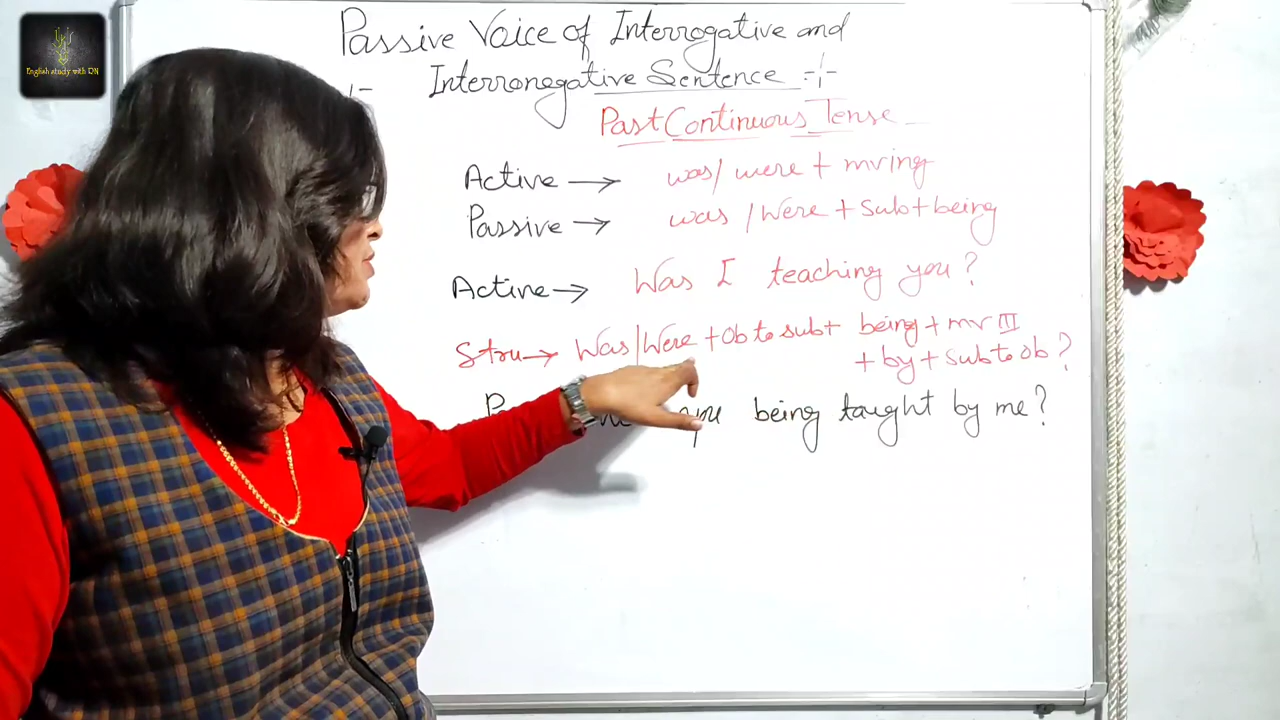 English study with RN
Passive Voice of Interrogative and
Interronegative Sentence :-
Past Continuous Tense
Active → was/were + mving
Passive → was/were + Sub + being
Active → Was I teaching you?
Stru → Was/Were + Ob to sub + being + mv III
+ by + Sub to ob?
you being taught by me?